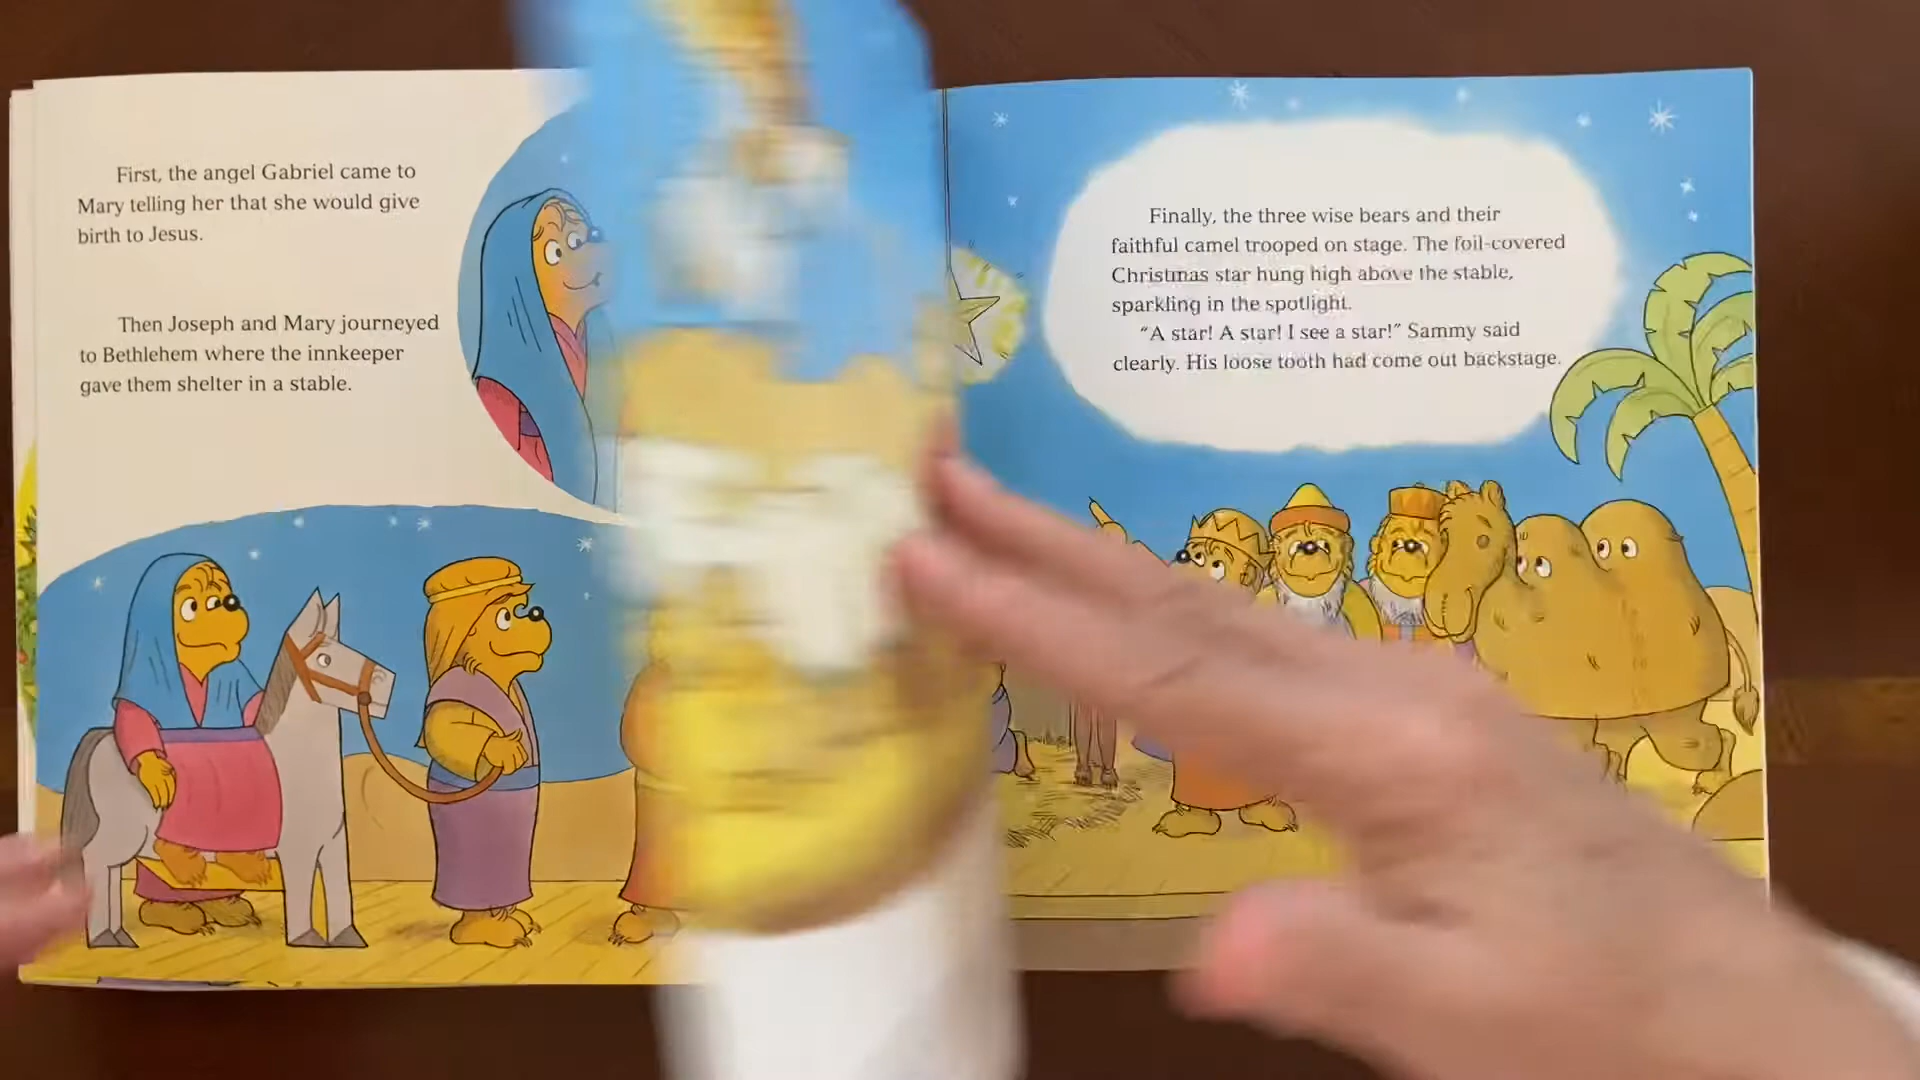 First, the angel Gabriel came to
Mary telling her that she would give
birth to Jesus.
Then Joseph and Mary journeyed
to Bethlehem where the innkeeper
gave them shelter in a stable.
Finally, the three wise bears and their
faithful camel trooped on stage. The foil-covered
Christmas star hung high above the stable,
sparkling in the spotlight.
“A star! A star! I see a star!” Sammy said
clearly. His loose tooth had come out backstage.